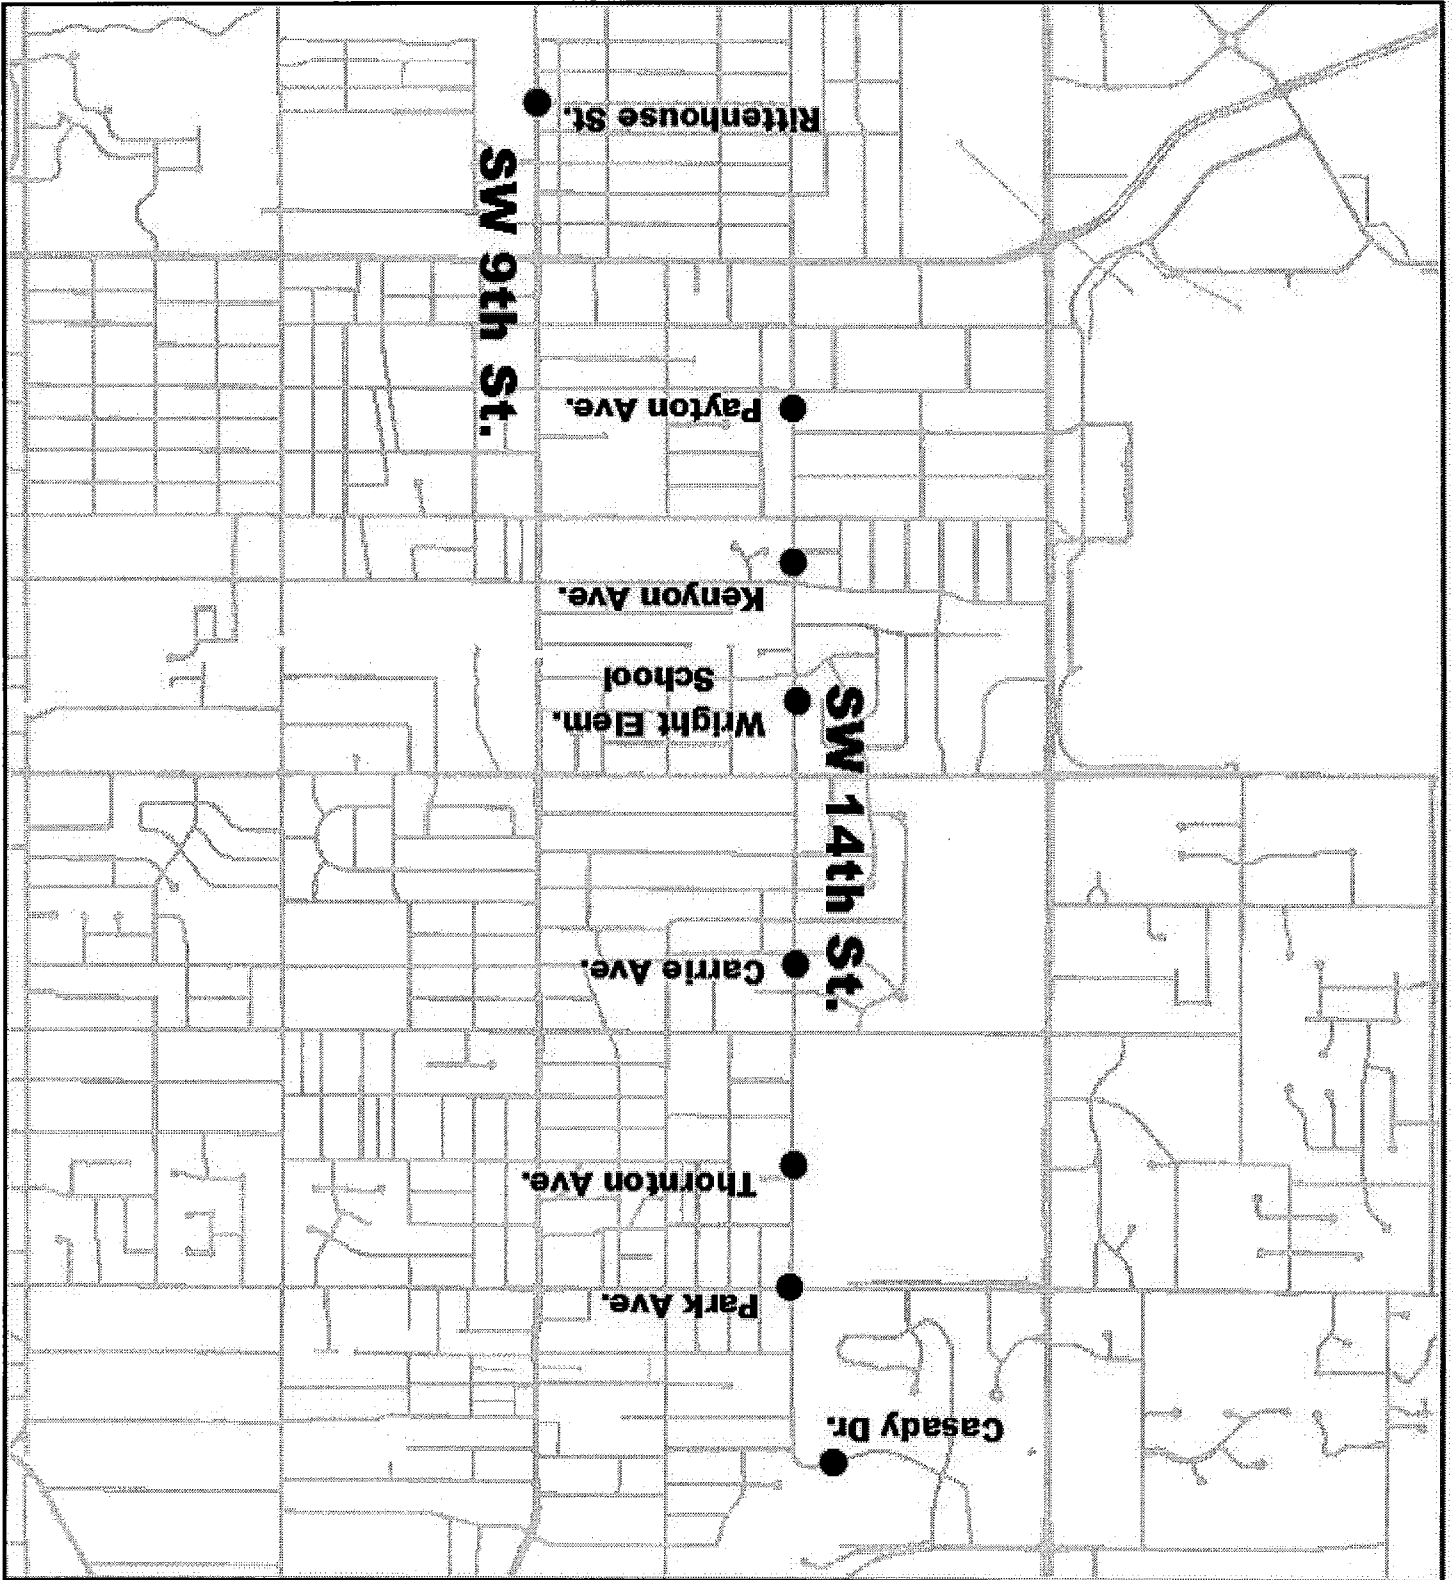 Casady Dr.
Park Ave.
Thornton Ave.
Carrie Ave.
SW 14th St.
Wright Elem.
School
Kenyon Ave.
Payton Ave.
SW 9th St.
Rittenhouse St.